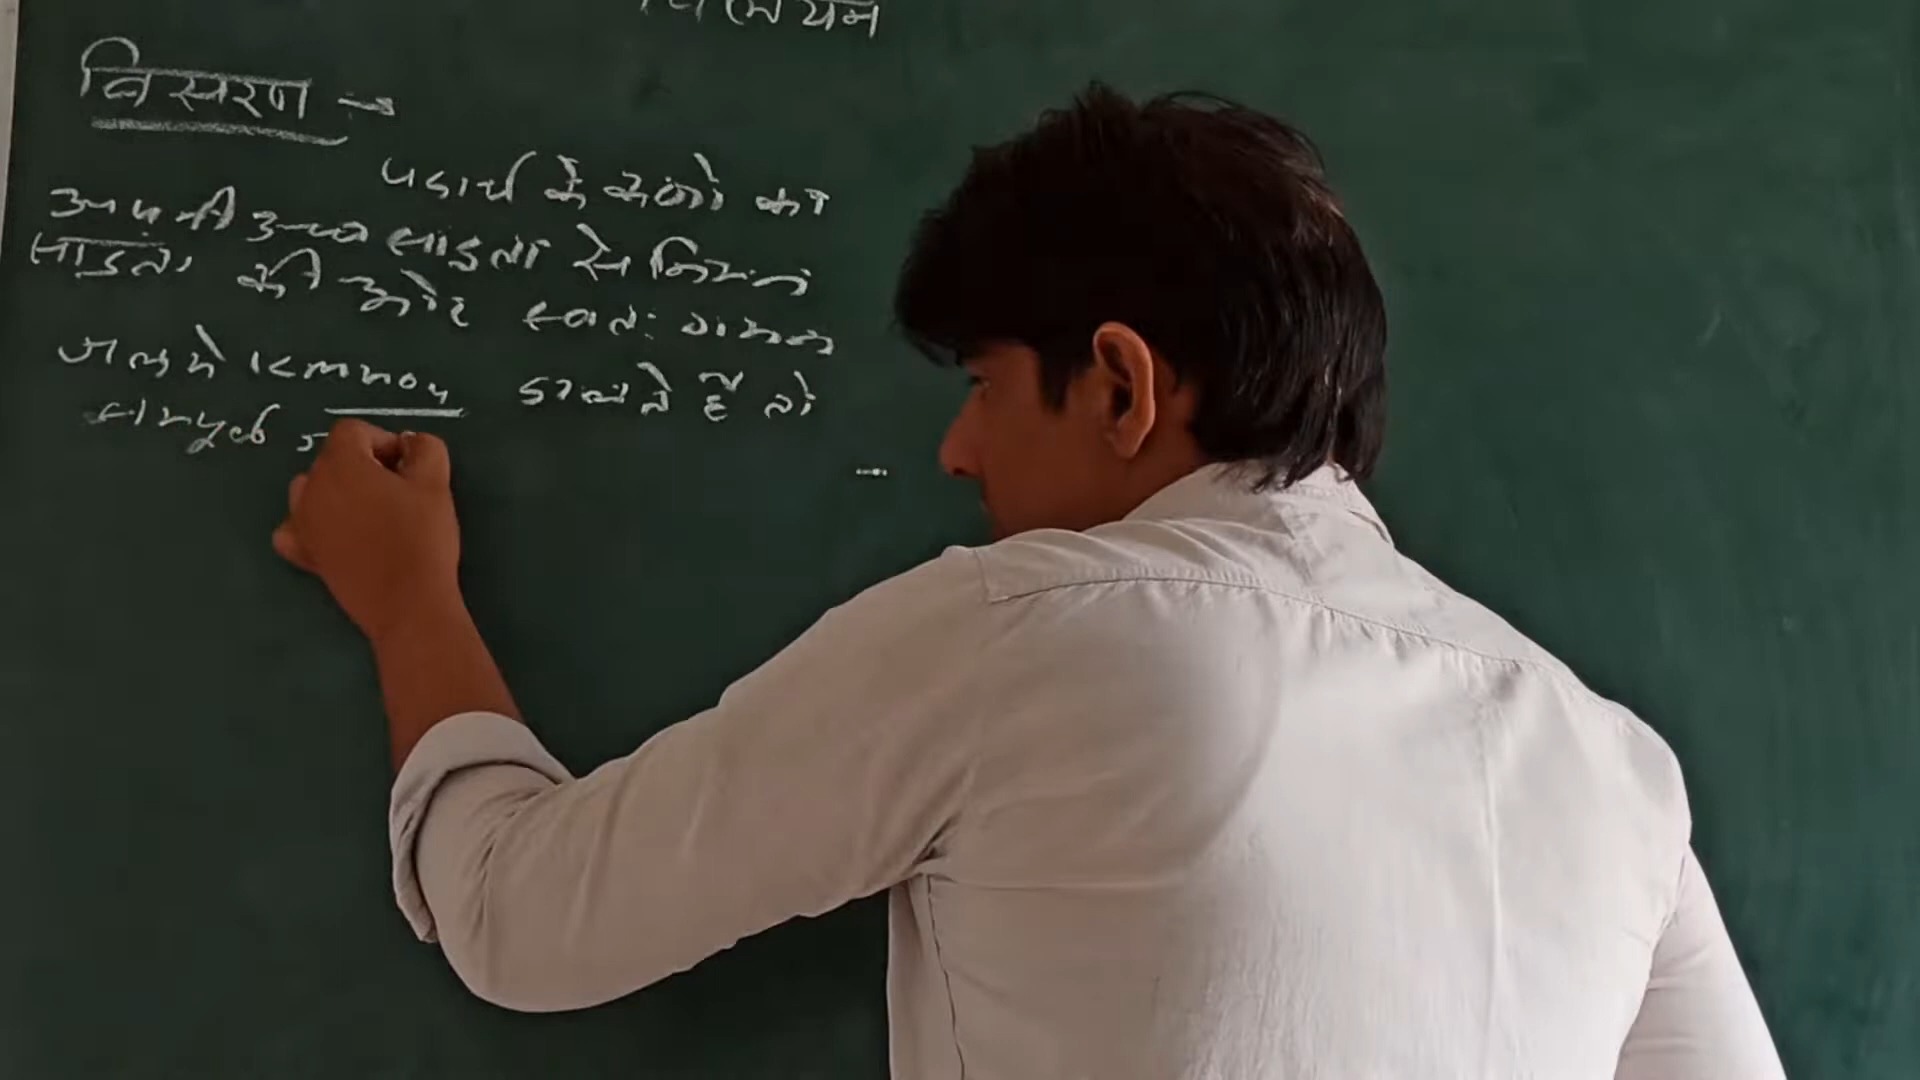 विसरण →
पदार्थ के कणों का
अपनी उच्च सांद्रता से निम्न
सांद्रता की ओर स्वतः गमन
जल में KMnO4 डालते हैं तो
सम्पूर्ण